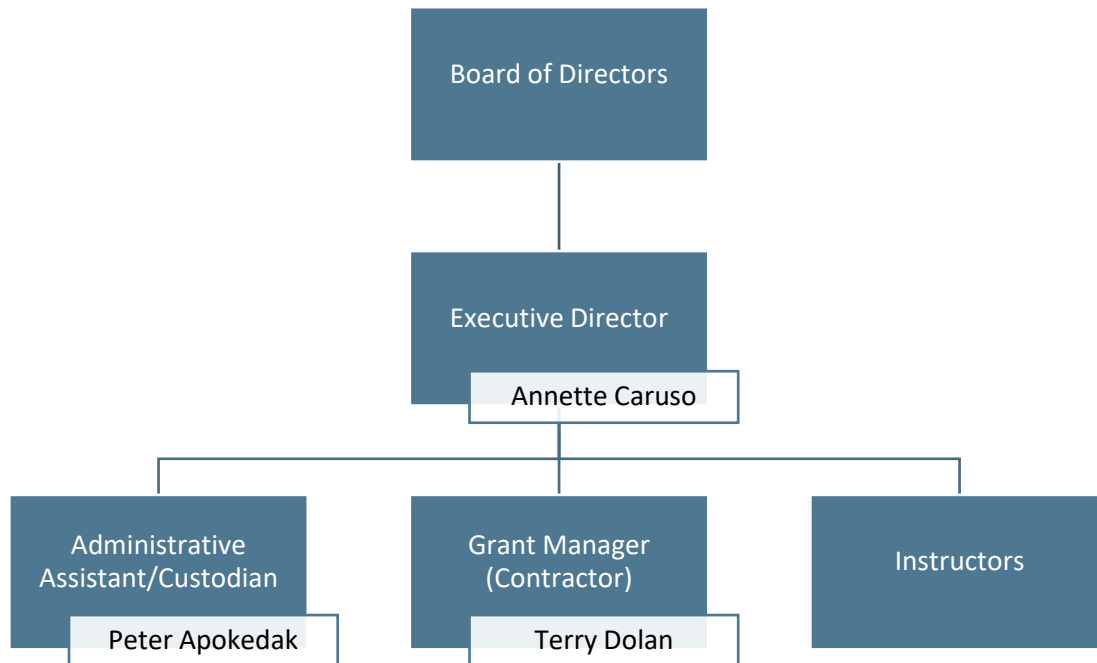 Board of Directors
Executive Director
Annette Caruso
Administrative
Assistant/Custodian
Peter Apokedak
Grant Manager
(Contractor)
Terry Dolan
Instructors